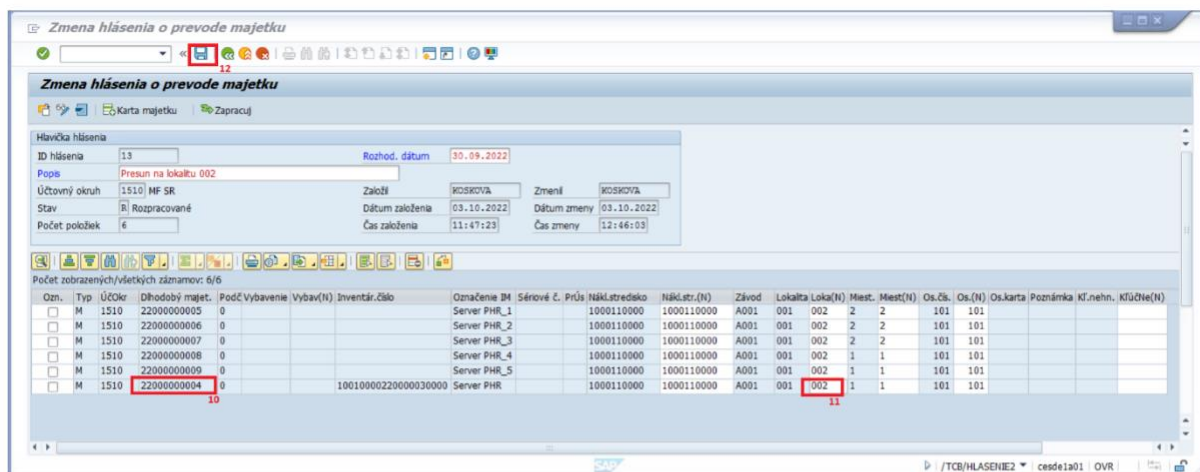 Zmena hlásenia o prevode majetku
12
Zmena hlásenia o prevode majetku
Karta majetku Zapracuj
Hlavička hlásenia
ID hlásenia 13 Rozhod. dátum 30.09.2022
Popis Presun na lokalitu 002
Účtovný okruh 1510 MF SR Založil KOSKOVA Zmenil KOSKOVA
Stav R Rozpracované Dátum založenia 03.10.2022 Dátum zmeny 03.10.2022
Počet položiek 6 Čas založenia 11:47:23 Čas zmeny 12:46:03
Počet zobrazených/všetkých záznamov: 6/6
Ozn. Typ ÚčOkr Dlhodobý majet. Podč Vybavenie Vybav(N) Inventár.číslo Označenie IM Sériové č. PrÚs Nákl.stredisko Nákl.str.(N) Závod Lokalita Loka(N) Miest. Miest(N) Os.čís. Os.(N) Os.karta Poznámka Kľ.nehn. KľúčNe(N)
M 1510 22000000005 0 Server PHR_1 1000110000 1000110000 A001 001 002 2 2 101 101
M 1510 22000000006 0 Server PHR_2 1000110000 1000110000 A001 001 002 2 2 101 101
M 1510 22000000007 0 Server PHR_3 1000110000 1000110000 A001 001 002 2 2 101 101
M 1510 22000000008 0 Server PHR_4 1000110000 1000110000 A001 001 002 1 1 101 101
M 1510 22000000009 0 Server PHR_5 1000110000 1000110000 A001 001 002 1 1 101 101
M 1510 22000000004 0 10010000220000030000 Server PHR 1000110000 1000110000 A001 001 002 1 1 101 101
10 11
SAP /TCB/HLASENIE2 cesde1a01 OVR